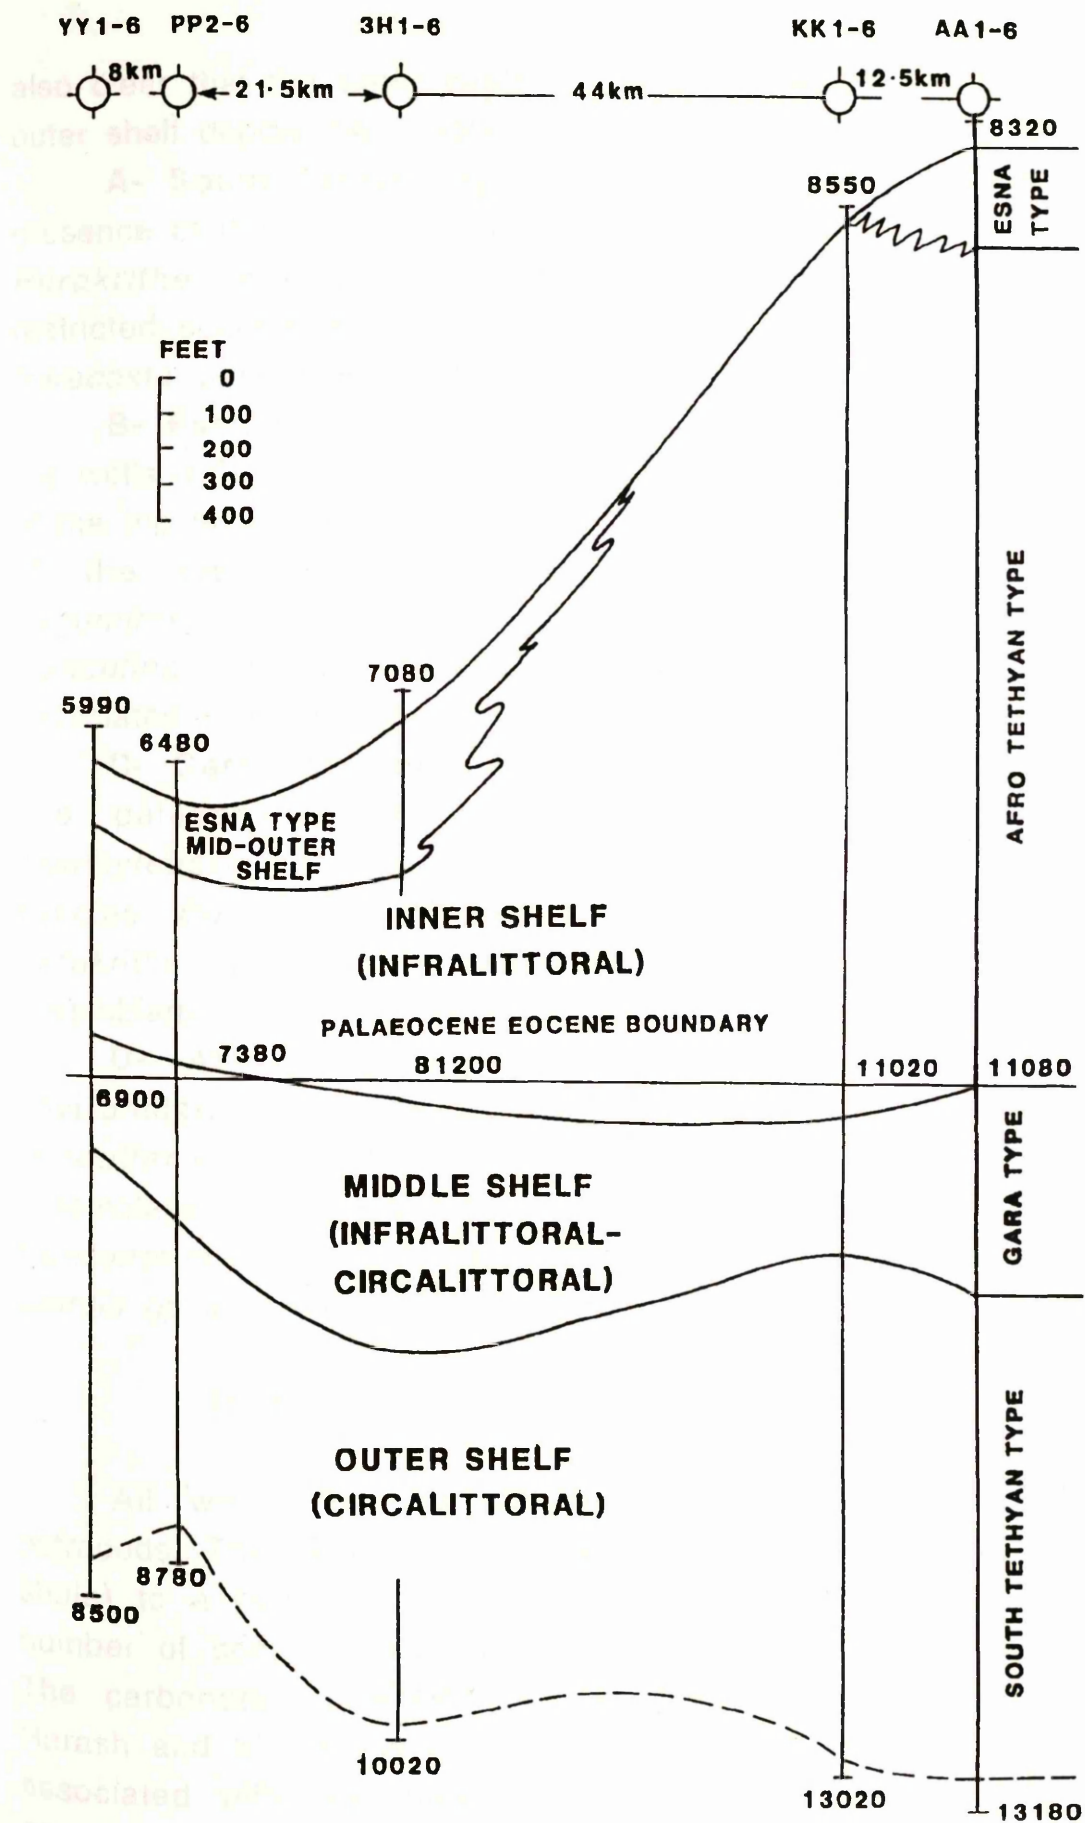 YY1-6 PP2-6 3H1-6 KK1-6 AA1-6
8km 21·5km 44km 12·5km
8320
ESNA
TYPE
8550
FEET
0
100
200
300
400
AFRO TETHYAN TYPE
7080
5990
6480
ESNA TYPE
MID-OUTER
SHELF
INNER SHELF
(INFRALITTORAL)
PALAEOCENE EOCENE BOUNDARY
7380 81200 11020 11080
6900
GARA TYPE
MIDDLE SHELF
(INFRALITTORAL-
CIRCALITTORAL)
SOUTH TETHYAN TYPE
OUTER SHELF
(CIRCALITTORAL)
8780
8500
10020
13020
13180